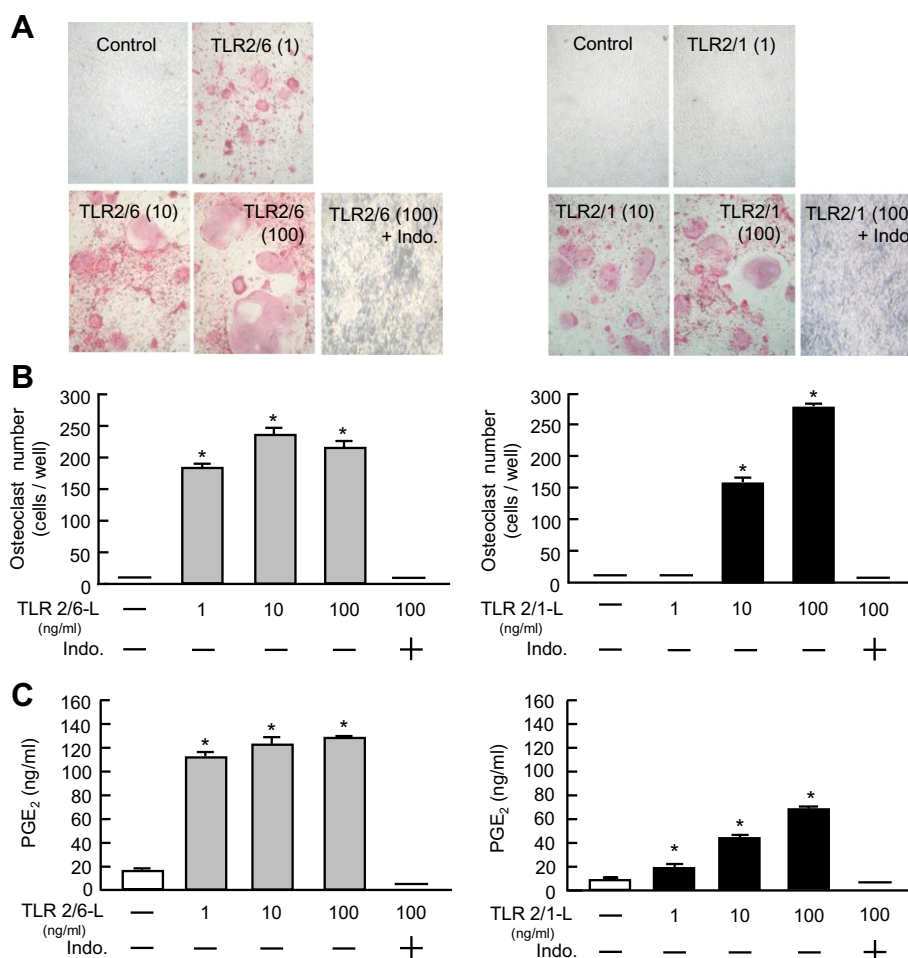 A
Control
TLR2/6 (1)
TLR2/6 (10)
TLR2/6
(100)
TLR2/6 (100)
+ Indo.
Control
TLR2/1 (1)
TLR2/1 (10)
TLR2/1
(100)
TLR2/1 (100)
+ Indo.
B
Osteoclast number
(cells / well)
300
250
200
150
100
50
0
* * *
TLR 2/6-L — 1 10 100 100
(ng/ml)
Indo. — — — — +
Osteoclast number
(cells / well)
300
250
200
150
100
50
0
* *
TLR 2/1-L — 1 10 100 100
(ng/ml)
Indo. — — — — +
C
PGE2 (ng/ml)
160
140
120
100
80
60
40
20
0
* * *
TLR 2/6-L — 1 10 100 100
(ng/ml)
Indo. — — — — +
PGE2 (ng/ml)
160
140
120
100
80
60
40
20
0
* * *
TLR 2/1-L — 1 10 100 100
(ng/ml)
Indo. — — — — +